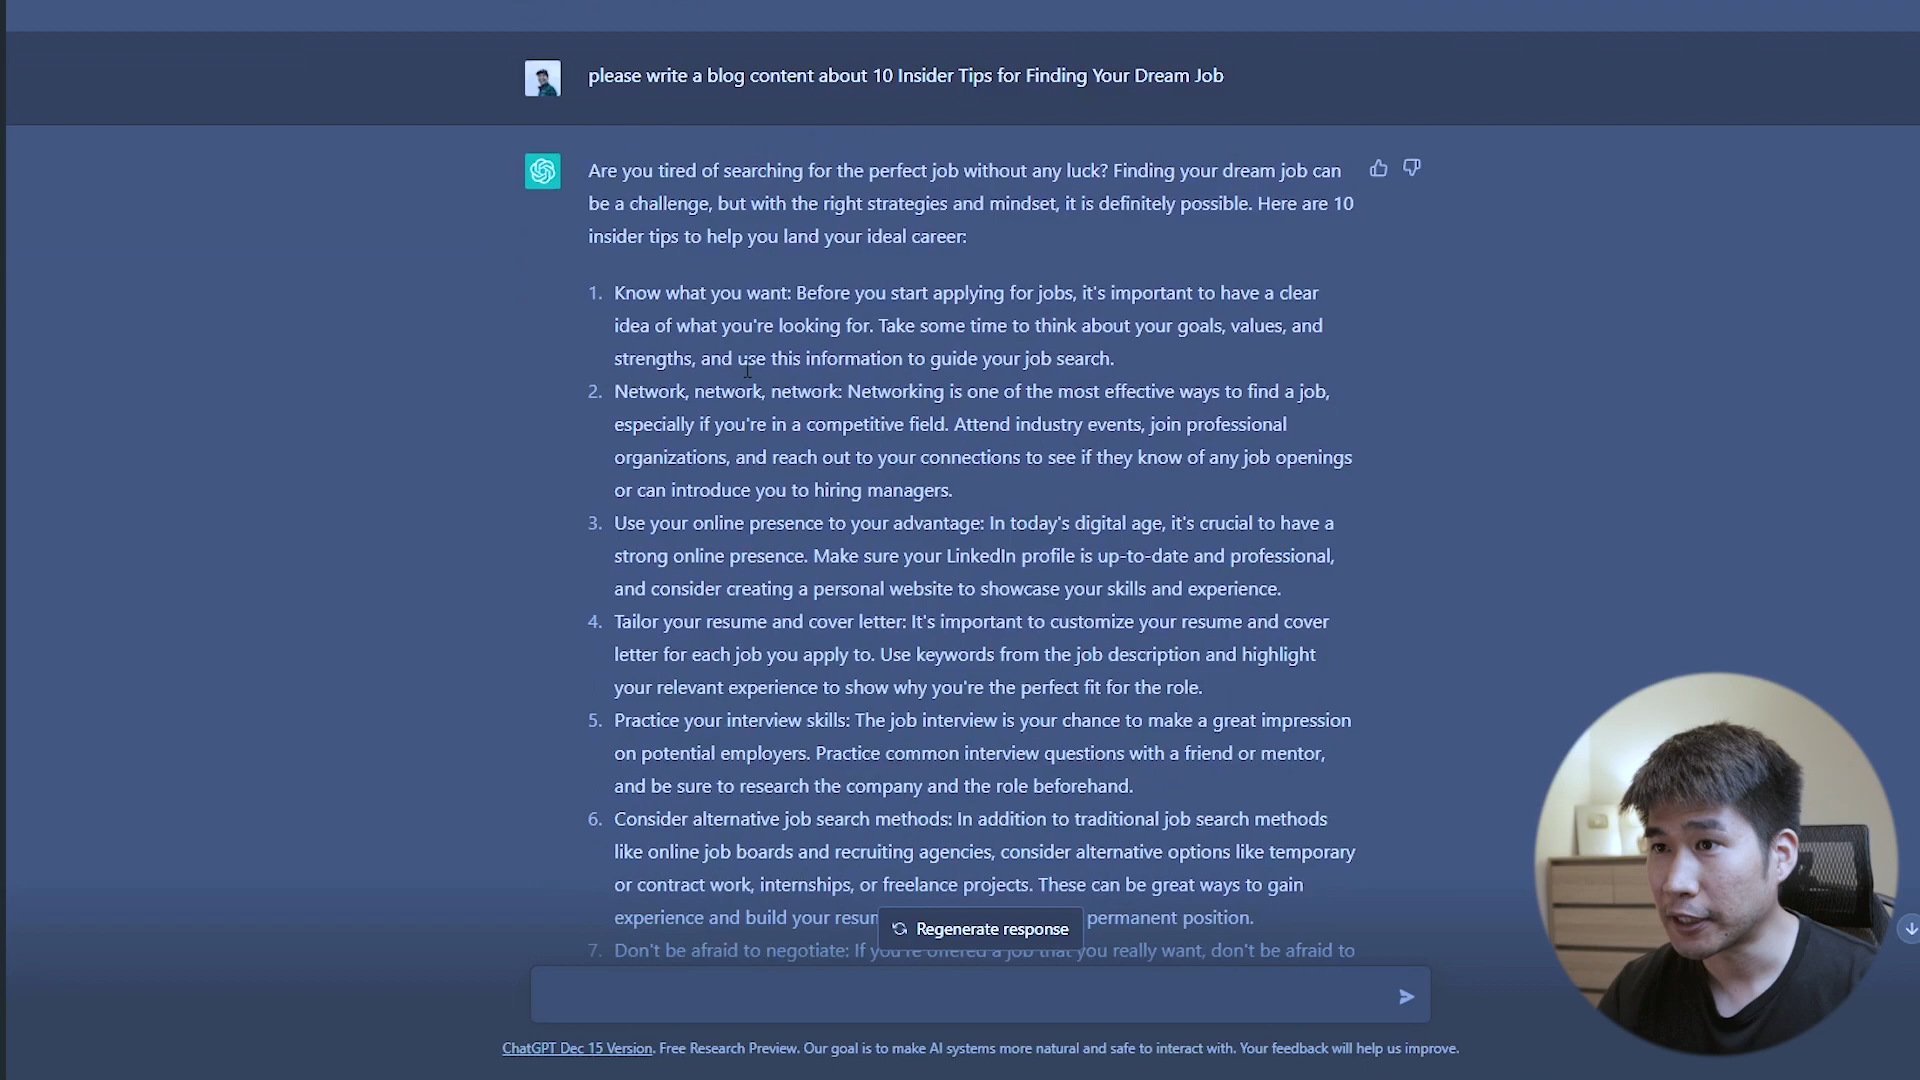 please write a blog content about 10 Insider Tips for Finding Your Dream Job
Are you tired of searching for the perfect job without any luck? Finding your dream job can
be a challenge, but with the right strategies and mindset, it is definitely possible. Here are 10
insider tips to help you land your ideal career:
1. Know what you want: Before you start applying for jobs, it's important to have a clear
idea of what you're looking for. Take some time to think about your goals, values, and
strengths, and use this information to guide your job search.
2. Network, network, network: Networking is one of the most effective ways to find a job,
especially if you're in a competitive field. Attend industry events, join professional
organizations, and reach out to your connections to see if they know of any job openings
or can introduce you to hiring managers.
3. Use your online presence to your advantage: In today's digital age, it's crucial to have a
strong online presence. Make sure your LinkedIn profile is up-to-date and professional,
and consider creating a personal website to showcase your skills and experience.
4. Tailor your resume and cover letter: It's important to customize your resume and cover
letter for each job you apply to. Use keywords from the job description and highlight
your relevant experience to show why you're the perfect fit for the role.
5. Practice your interview skills: The job interview is your chance to make a great impression
on potential employers. Practice common interview questions with a friend or mentor,
and be sure to research the company and the role beforehand.
6. Consider alternative job search methods: In addition to traditional job search methods
like online job boards and recruiting agencies, consider alternative options like temporary
or contract work, internships, or freelance projects. These can be great ways to gain
experience and build your permanent position.
Regenerate response
7. Don't be afraid to negotiate: If you're offered a job that you really want, don't be afraid to
ChatGPT Dec 15 Version. Free Research Preview. Our goal is to make AI systems more natural and safe to interact with. Your feedback will help us improve.